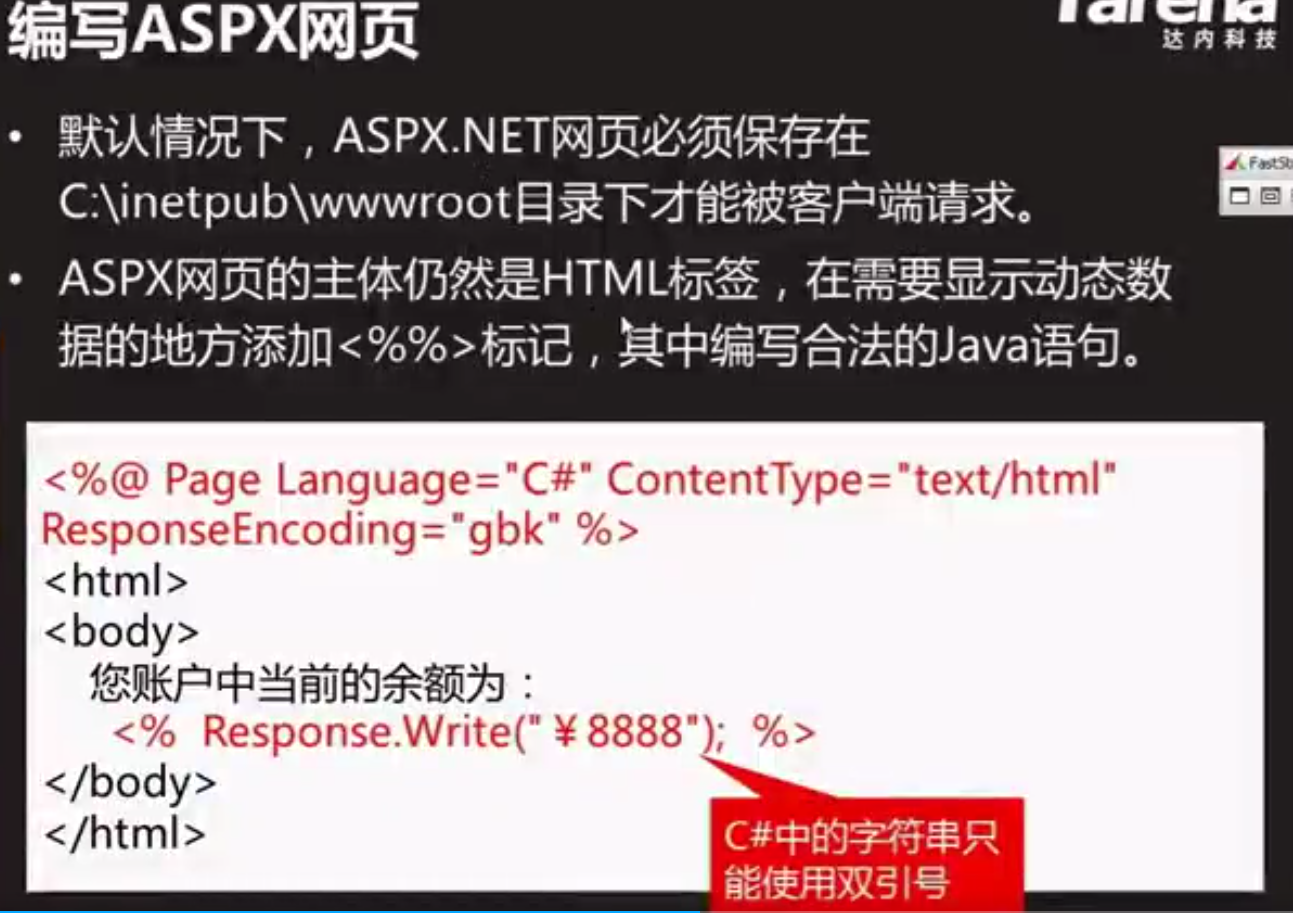 编写ASPX网页
Tarena
达内科技
• 默认情况下，ASPX.NET网页必须保存在
C:\inetpub\wwwroot目录下才能被客户端请求。
• ASPX网页的主体仍然是HTML标签，在需要显示动态数
据的地方添加<%%>标记，其中编写合法的Java语句。
<%@ Page Language="C#" ContentType="text/html"
ResponseEncoding="gbk" %>
<html>
<body>
您账户中当前的余额为：
<% Response.Write("￥8888"); %>
</body>
</html>
C#中的字符串只
能使用双引号